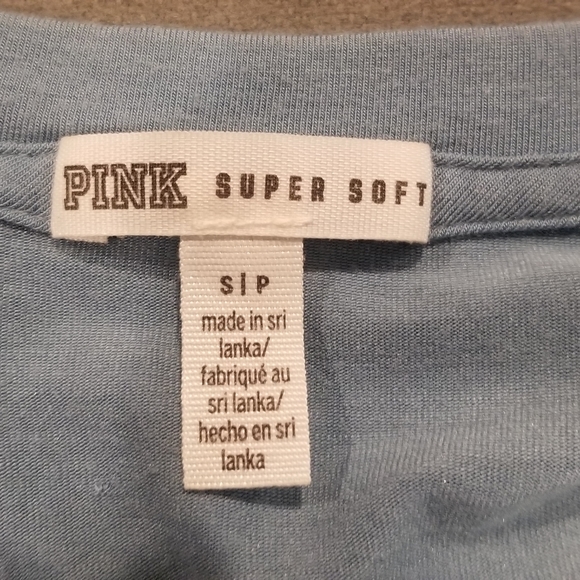 PINK SUPER SOFT
S|P
made in sri
lanka/
fabriqué au
sri lanka/
hecho en sri
lanka